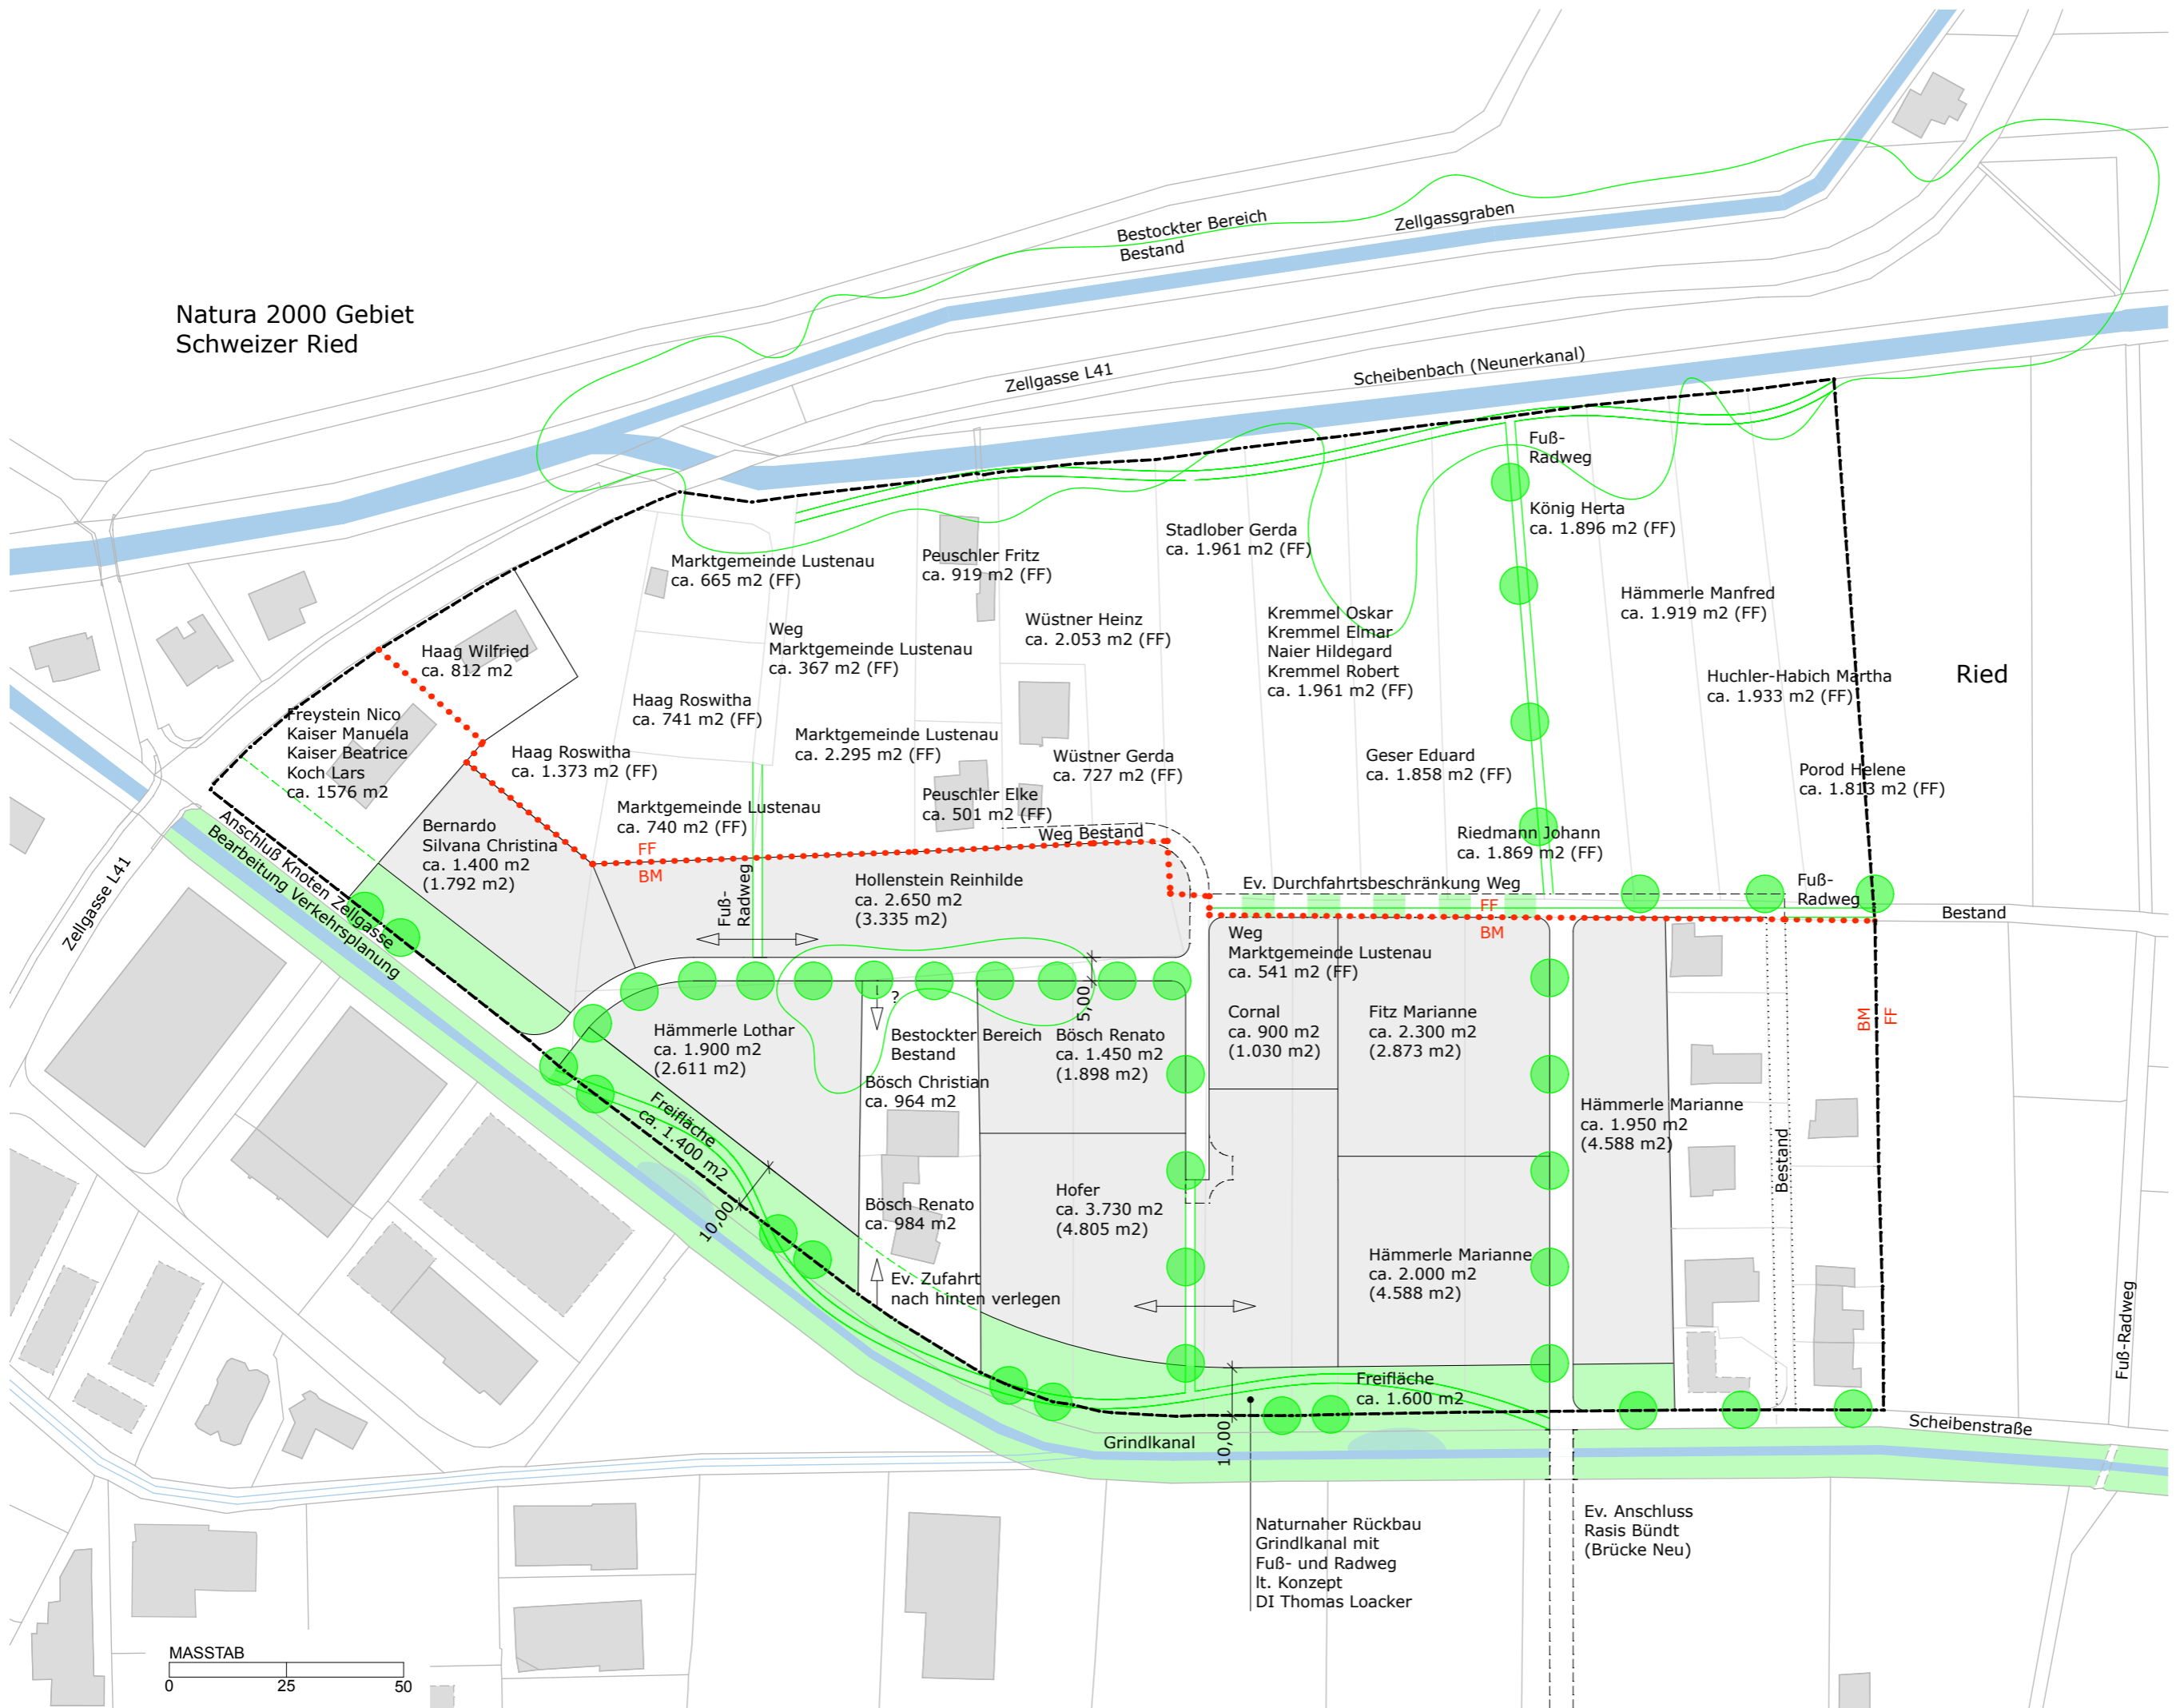 Natura 2000 Gebiet
Schweizer Ried
Bestockter Bereich
Bestand
Zellgassgraben
Zellgasse L41
Scheibenbach (Neunerkanal)
Fuß-
Radweg
König Herta
ca. 1.896 m2 (FF)
Stadlober Gerda
ca. 1.961 m2 (FF)
Marktgemeinde Lustenau
ca. 665 m2 (FF)
Peuschler Fritz
ca. 919 m2 (FF)
Hämmerle Manfred
ca. 1.919 m2 (FF)
Wüstner Heinz
ca. 2.053 m2 (FF)
Kremmel Oskar
Kremmel Elmar
Naier Hildegard
Kremmel Robert
ca. 1.961 m2 (FF)
Weg
Marktgemeinde Lustenau
ca. 367 m2 (FF)
Haag Wilfried
ca. 812 m2
Huchler-Habich Martha
ca. 1.933 m2 (FF)
Ried
Haag Roswitha
ca. 741 m2 (FF)
Freystein Nico
Kaiser Manuela
Kaiser Beatrice
Koch Lars
ca. 1576 m2
Haag Roswitha
ca. 1.373 m2 (FF)
Marktgemeinde Lustenau
ca. 2.295 m2 (FF)
Wüstner Gerda
ca. 727 m2 (FF)
Geser Eduard
ca. 1.858 m2 (FF)
Porod Helene
ca. 1.813 m2 (FF)
Marktgemeinde Lustenau
ca. 740 m2 (FF)
Peuschler Elke
ca. 501 m2 (FF)
Weg Bestand
Riedmann Johann
ca. 1.869 m2 (FF)
Bernardo
Silvana Christina
ca. 1.400 m2
(1.792 m2)
FF
BM
Anschluß Knoten Zellgasse
Bearbeitung Verkehrsplanung
Zellgasse L41
Fuß-
Radweg
Hollenstein Reinhilde
ca. 2.650 m2
(3.335 m2)
Ev. Durchfahrtsbeschränkung Weg
FF
BM
Fuß-
Radweg
Bestand
Weg
Marktgemeinde Lustenau
ca. 541 m2 (FF)
5,00
?
Cornal
ca. 900 m2
(1.030 m2)
Fitz Marianne
ca. 2.300 m2
(2.873 m2)
BM
FF
Hämmerle Lothar
ca. 1.900 m2
(2.611 m2)
Bestockter Bereich
Bestand
Bösch Renato
ca. 1.450 m2
(1.898 m2)
Bösch Christian
ca. 964 m2
Hämmerle Marianne
ca. 1.950 m2
(4.588 m2)
Freifläche
ca. 1.400 m2
Bestand
10,00
Bösch Renato
ca. 984 m2
Hofer
ca. 3.730 m2
(4.805 m2)
Hämmerle Marianne
ca. 2.000 m2
(4.588 m2)
Ev. Zufahrt
nach hinten verlegen
Fuß-Radweg
Freifläche
ca. 1.600 m2
10,00
Grindlkanal
Scheibenstraße
Naturnaher Rückbau
Grindlkanal mit
Fuß- und Radweg
lt. Konzept
DI Thomas Loacker
Ev. Anschluss
Rasis Bündt
(Brücke Neu)
MASSTAB
0 25 50